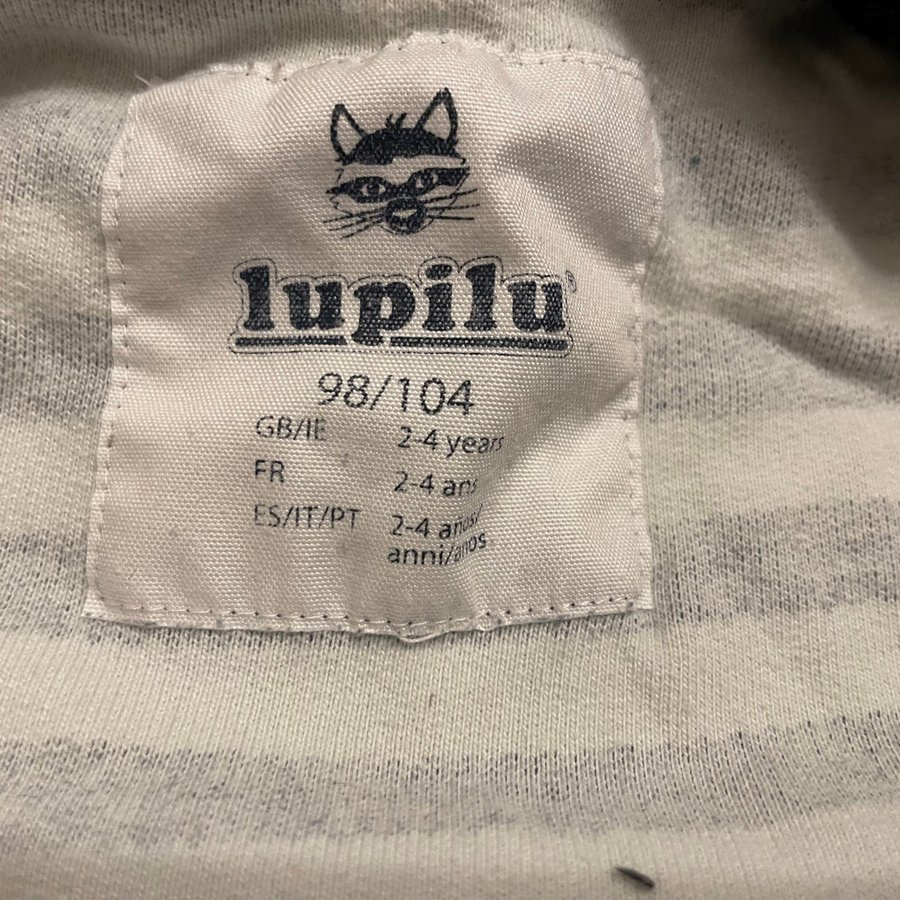 lupilu®
98/104
GB/IE 2-4 years
FR 2-4 ans
ES/IT/PT 2-4 años/
anni/anos